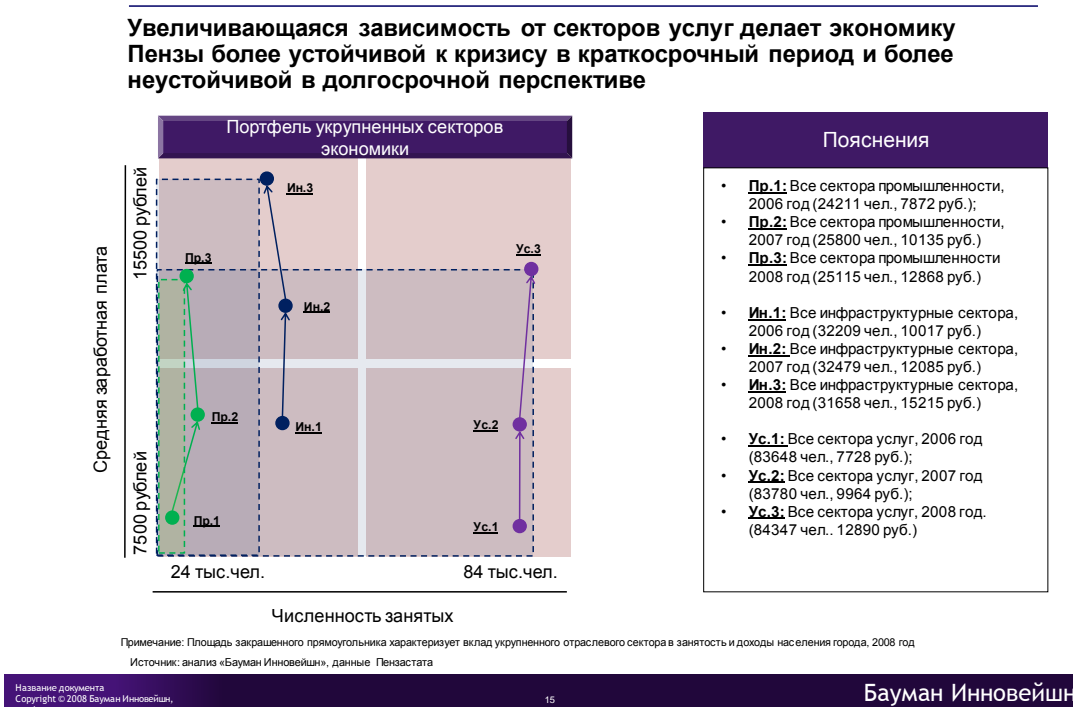 Увеличивающаяся зависимость от секторов услуг делает экономику
Пензы более устойчивой к кризису в краткосрочный период и более
неустойчивой в долгосрочной перспективе
Портфель укрупненных секторов
экономики
Средняя заработная плата
15500 рублей
7500 рублей
Ин.3
Пр.3
Ус.3
Ин.2
Пр.2
Ин.1
Ус.2
Пр.1
Ус.1
24 тыс.чел.
84 тыс.чел.
Численность занятых
Пояснения
• Пр.1: Все сектора промышленности,
2006 год (24211 чел., 7872 руб.);
• Пр.2: Все сектора промышленности,
2007 год (25800 чел., 10135 руб.)
• Пр.3: Все сектора промышленности
2008 год (25115 чел., 12868 руб.)
• Ин.1: Все инфраструктурные сектора,
2006 год (32209 чел., 10017 руб.)
• Ин.2: Все инфраструктурные сектора,
2007 год (32479 чел., 12085 руб.)
• Ин.3: Все инфраструктурные сектора,
2008 год (31658 чел., 15215 руб.)
• Ус.1: Все сектора услуг, 2006 год
(83648 чел., 7728 руб.);
• Ус.2: Все сектора услуг, 2007 год
(83780 чел., 9964 руб.);
• Ус.3: Все сектора услуг, 2008 год.
(84347 чел.. 12890 руб.)
Примечание: Площадь закрашенного прямоугольника характеризует вклад укрупненного отраслевого сектора в занятость и доходы населения города, 2008 год
Источник: анализ «Бауман Инновейшн», данные Пензастата
Название документа
Copyright © 2008 Бауман Инновейшн,
15
Бауман Инновейшн